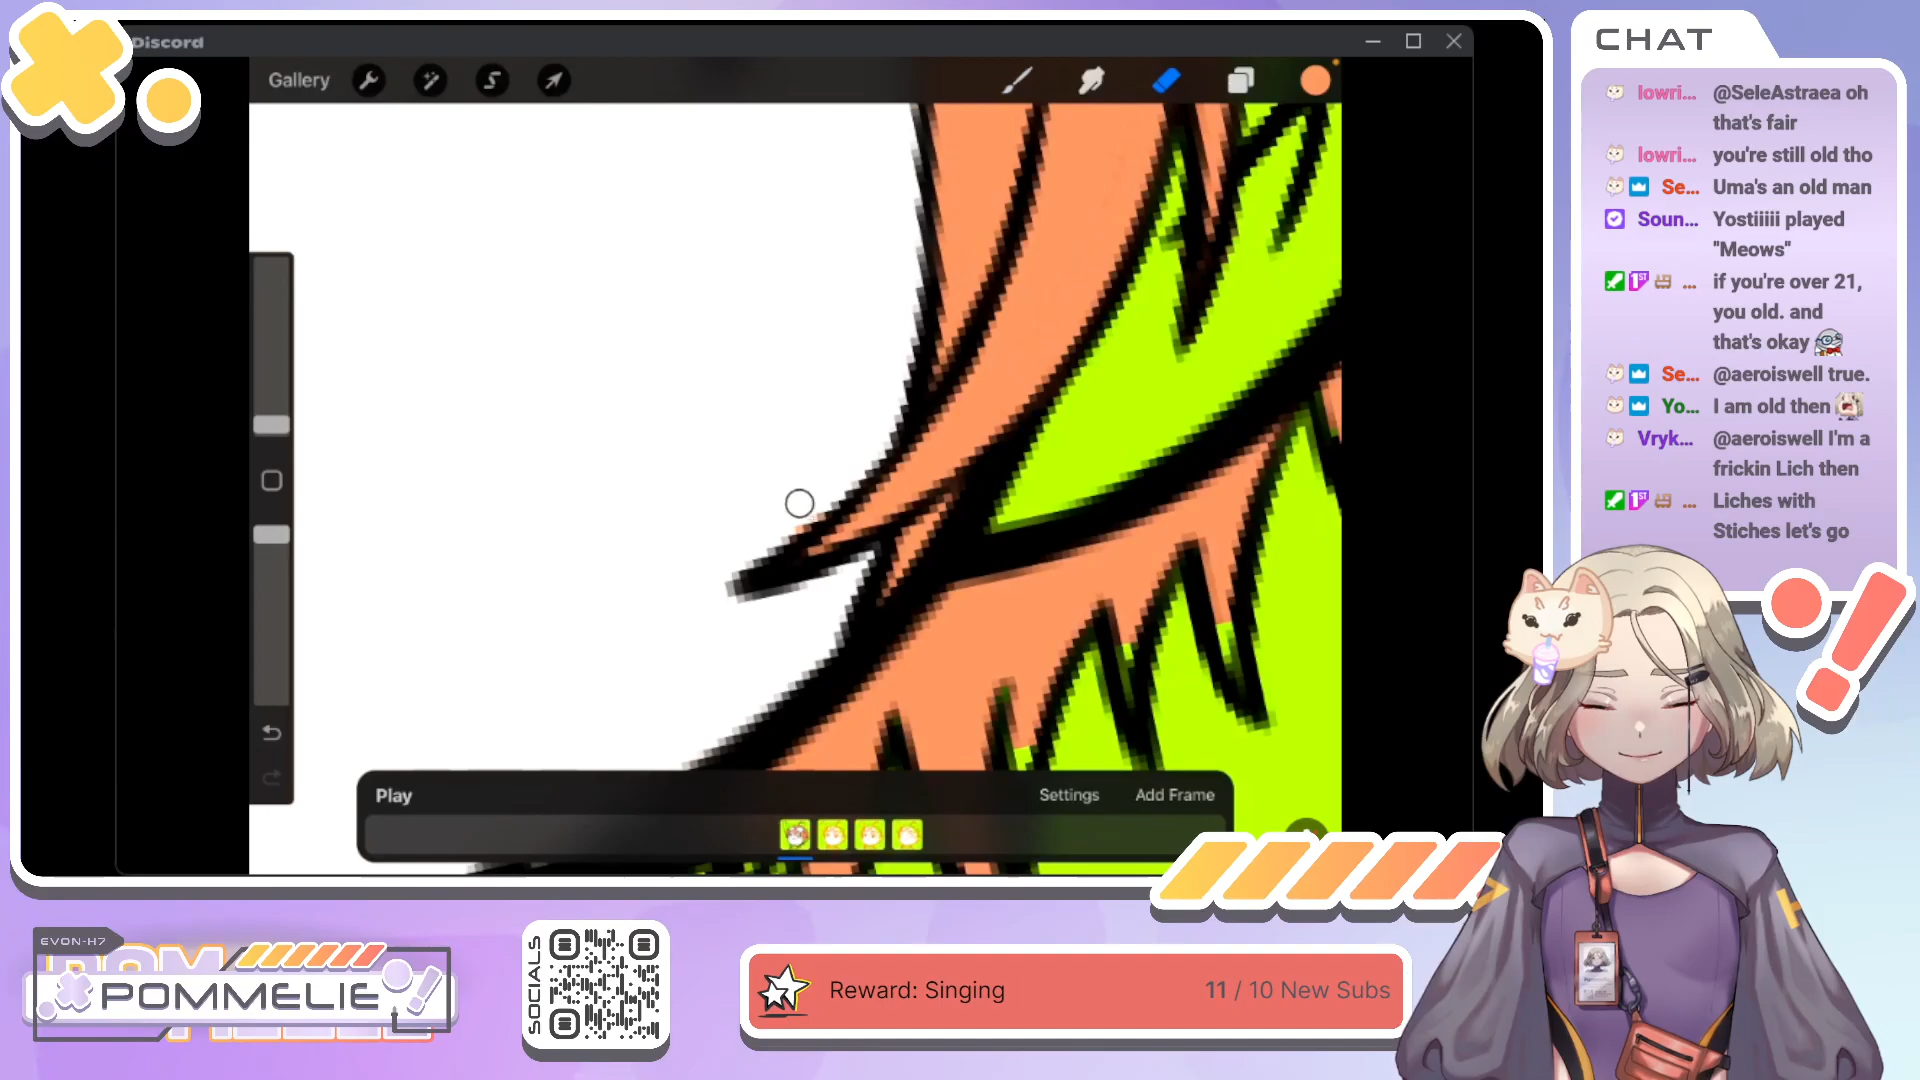 Discord
Gallery
Play
Settings
Add Frame
CHAT
lowri... @SeleAstraea oh
that's fair
lowri... you're still old tho
Se... Uma's an old man
Soun... Yostiiiii played
"Meows"
... if you're over 21,
you old. and
that's okay
Se... @aeroiswell true.
Yo... I am old then
Vryk... @aeroiswell I'm a
frickin Lich then
... Liches with
Stiches let's go
EVON-H7
POMMELIE
SOCIALS
Reward: Singing
11 / 10 New Subs